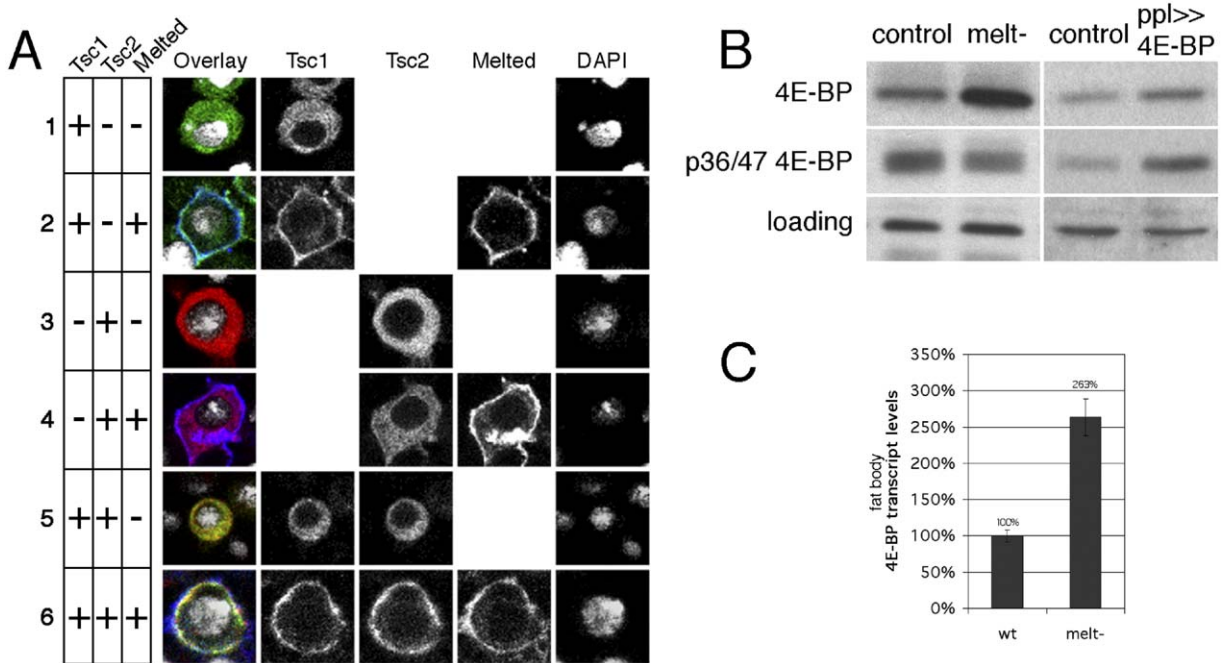 A
Tsc1 Tsc2 Melted
Overlay Tsc1 Tsc2 Melted DAPI
1 + - -
2 + - +
3 - + -
4 - + +
5 + + -
6 + + +
B
control melt- control ppl>>
4E-BP
4E-BP
p36/47 4E-BP
loading
C
fat body
4E-BP transcript levels
350%
300%
250%
200%
150%
100%
50%
0%
100%
263%
wt melt-